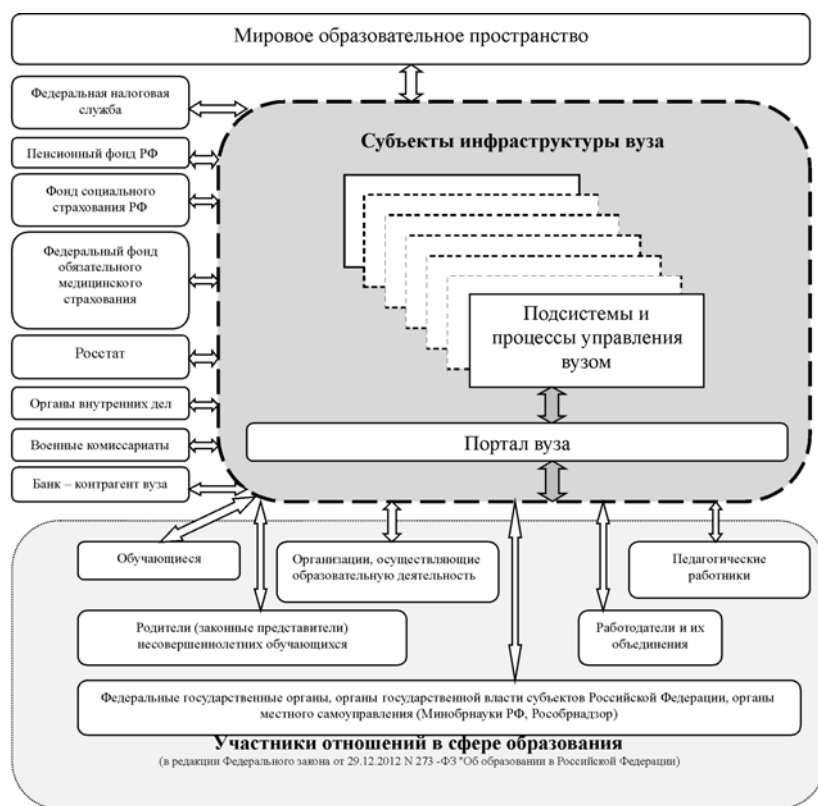 Мировое образовательное пространство
Федеральная налоговая
служба
Пенсионный фонд РФ
Фонд социального
страхования РФ
Федеральный фонд
обязательного
медицинского
страхования
Росстат
Органы внутренних дел
Военные комиссариаты
Банк – контрагент вуза
Субъекты инфраструктуры вуза
Подсистемы и
процессы управления
вузом
Портал вуза
Обучающиеся
Организации, осуществляющие
образовательную деятельность
Педагогические
работники
Родители (законные представители)
несовершеннолетних обучающихся
Работодатели и их
объединения
Федеральные государственные органы, органы государственной власти субъектов Российской Федерации, органы
местного самоуправления (Минобрнауки РФ, Рособрнадзор)
Участники отношений в сфере образования
(в редакции Федерального закона от 29.12.2012 N 273 -ФЗ "Об образовании в Российской Федерации)